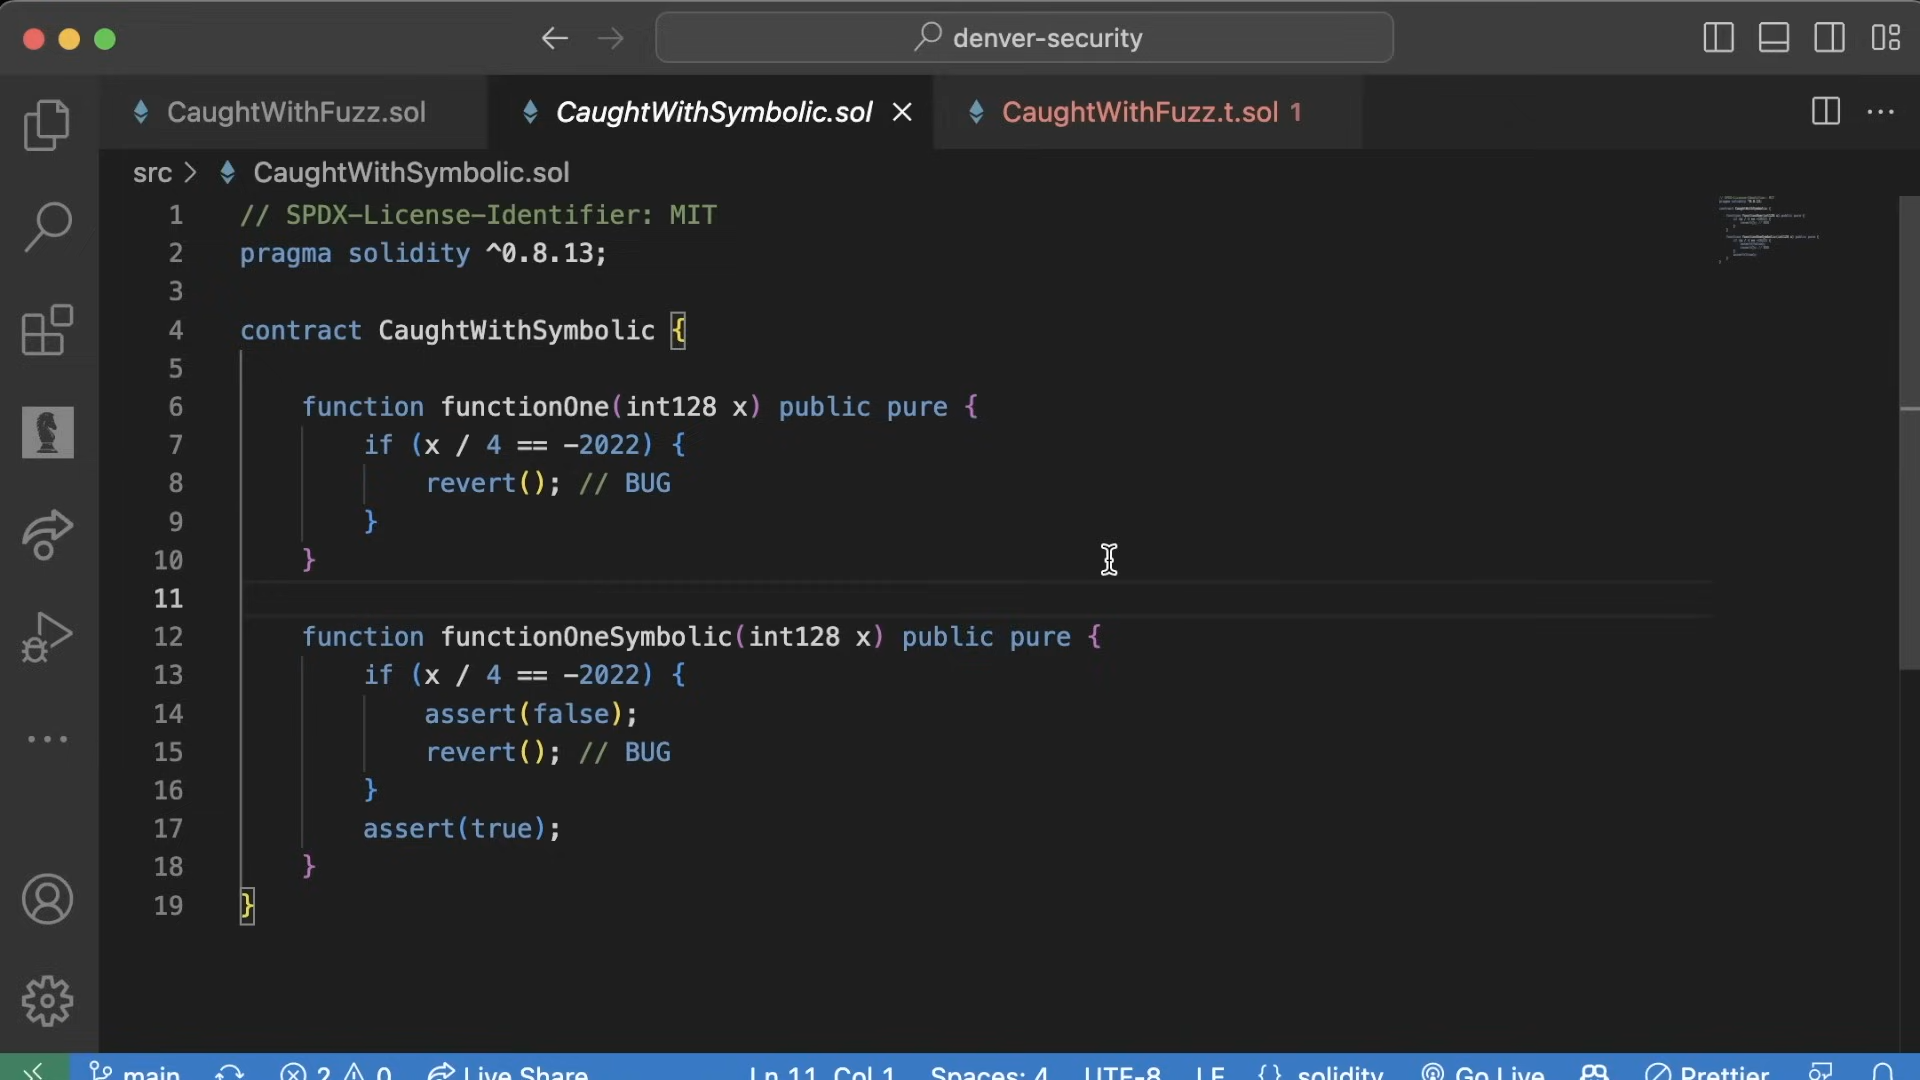 denver-security
CaughtWithFuzz.sol
CaughtWithSymbolic.sol
CaughtWithFuzz.t.sol 1
src > CaughtWithSymbolic.sol
1 // SPDX-License-Identifier: MIT
2 pragma solidity ^0.8.13;
3
4 contract CaughtWithSymbolic {
5
6     function functionOne(int128 x) public pure {
7         if (x / 4 == -2022) {
8             revert(); // BUG
9         }
10     }
11
12     function functionOneSymbolic(int128 x) public pure {
13         if (x / 4 == -2022) {
14             assert(false);
15             revert(); // BUG
16         }
17         assert(true);
18     }
19 }
main 2 0 Live Share Ln 11, Col 1 Spaces: 4 UTF-8 LF {} solidity Go Live Prettier